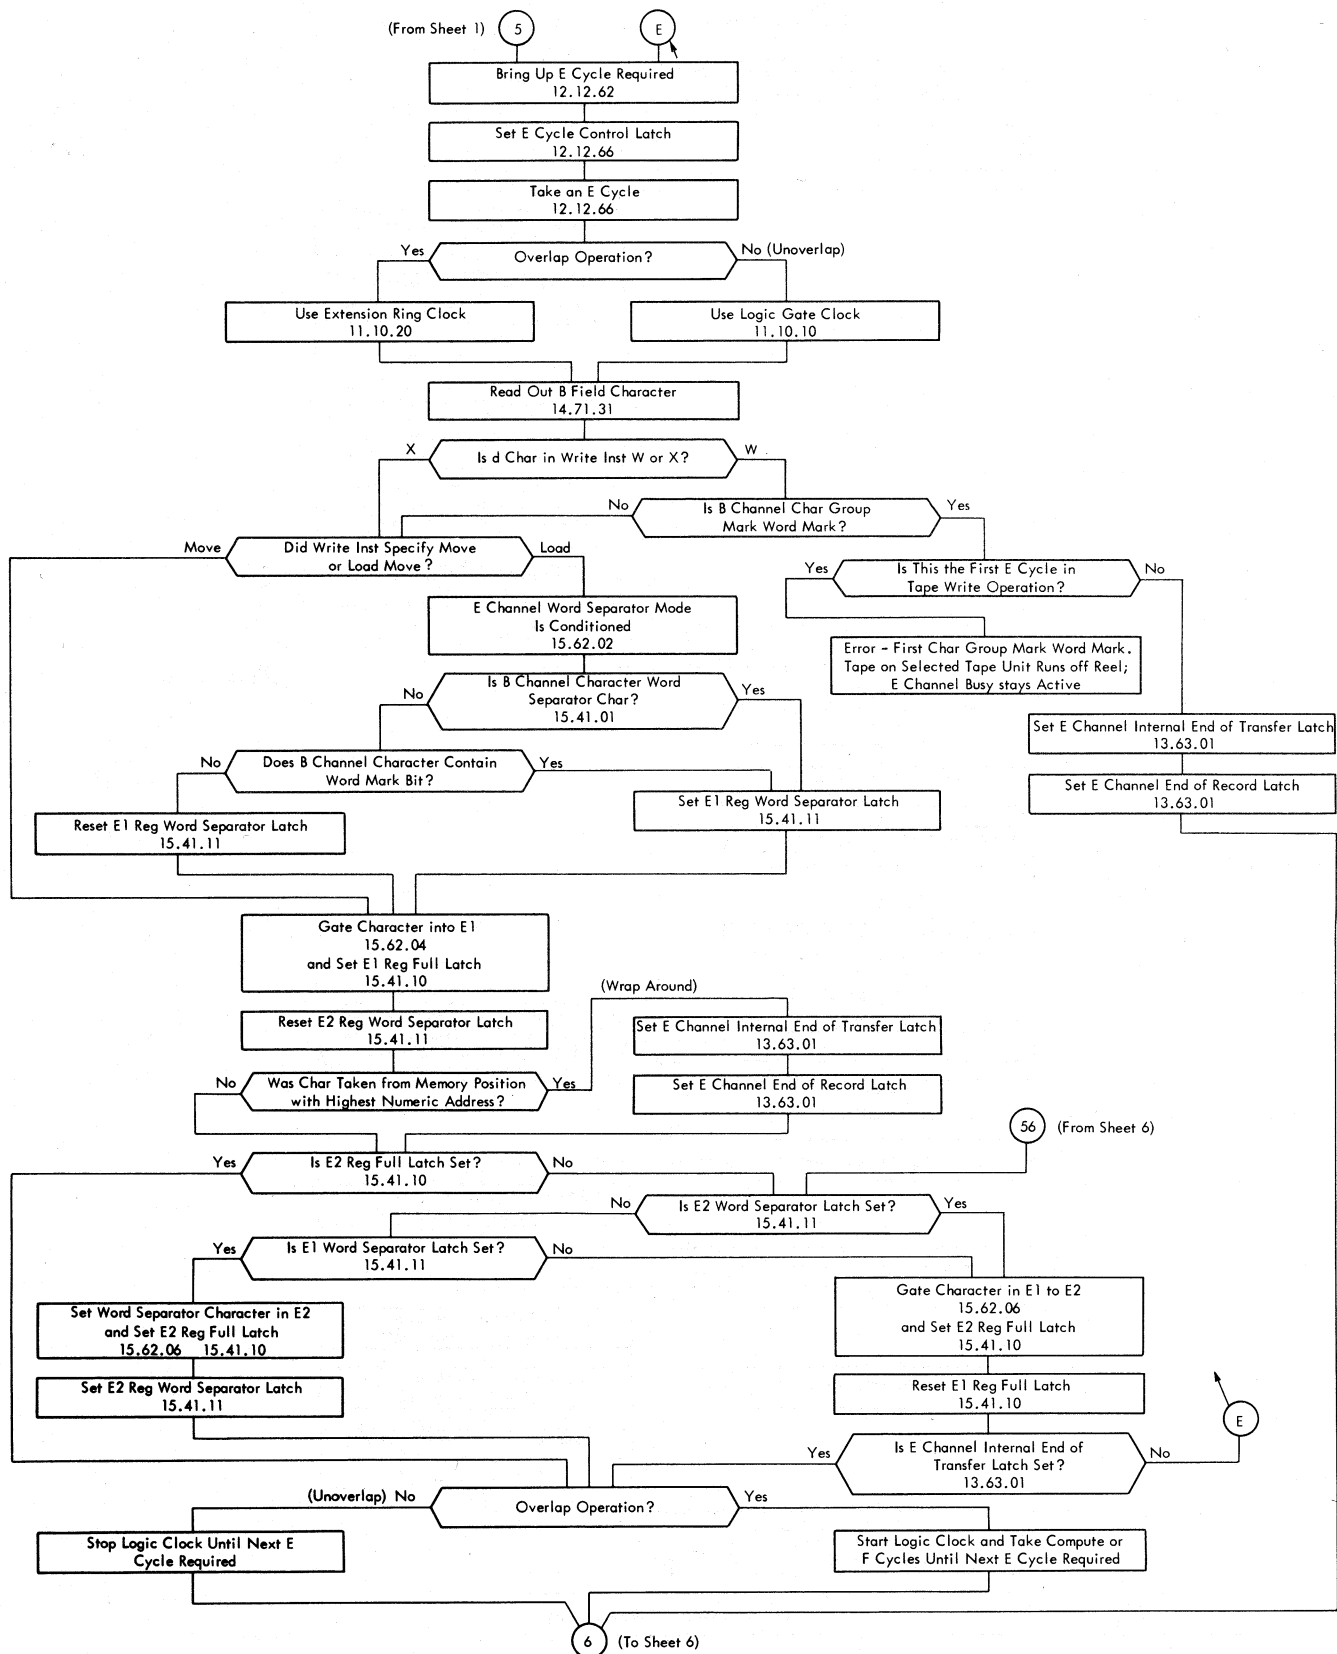 (From Sheet 1)
5
E
Bring Up E Cycle Required
12.12.62
Set E Cycle Control Latch
12.12.66
Take an E Cycle
12.12.66
Yes
Overlap Operation?
No (Unoverlap)
Use Extension Ring Clock
11.10.20
Use Logic Gate Clock
11.10.10
Read Out B Field Character
14.71.31
X
Is d Char in Write Inst W or X?
W
No
Is B Channel Char Group
Mark Word Mark?
Yes
Move
Did Write Inst Specify Move
or Load Move?
Load
Yes
Is This the First E Cycle in
Tape Write Operation?
No
E Channel Word Separator Mode
Is Conditioned
15.62.02
Error - First Char Group Mark Word Mark.
Tape on Selected Tape Unit Runs off Reel;
E Channel Busy stays Active
No
Is B Channel Character Word
Separator Char?
15.41.01
Yes
Set E Channel Internal End of Transfer Latch
13.63.01
No
Does B Channel Character Contain
Word Mark Bit?
Yes
Set E Channel End of Record Latch
13.63.01
Set E1 Reg Word Separator Latch
15.41.11
Reset E1 Reg Word Separator Latch
15.41.11
Gate Character into E1
15.62.04
and Set E1 Reg Full Latch
15.41.10
(Wrap Around)
Reset E2 Reg Word Separator Latch
15.41.11
Set E Channel Internal End of Transfer Latch
13.63.01
No
Was Char Taken from Memory Position
with Highest Numeric Address?
Yes
Set E Channel End of Record Latch
13.63.01
56
(From Sheet 6)
Yes
Is E2 Reg Full Latch Set?
15.41.10
No
No
Is E2 Word Separator Latch Set?
15.41.11
Yes
Yes
Is E1 Word Separator Latch Set?
15.41.11
No
Gate Character in E1 to E2
15.62.06
and Set E2 Reg Full Latch
15.41.10
Set Word Separator Character in E2
and Set E2 Reg Full Latch
15.62.06 15.41.10
Reset E1 Reg Full Latch
15.41.10
Set E2 Reg Word Separator Latch
15.41.11
E
Yes
Is E Channel Internal End of
Transfer Latch Set?
13.63.01
No
(Unoverlap) No
Overlap Operation?
Yes
Stop Logic Clock Until Next E
Cycle Required
Start Logic Clock and Take Compute or
F Cycles Until Next E Cycle Required
6
(To Sheet 6)